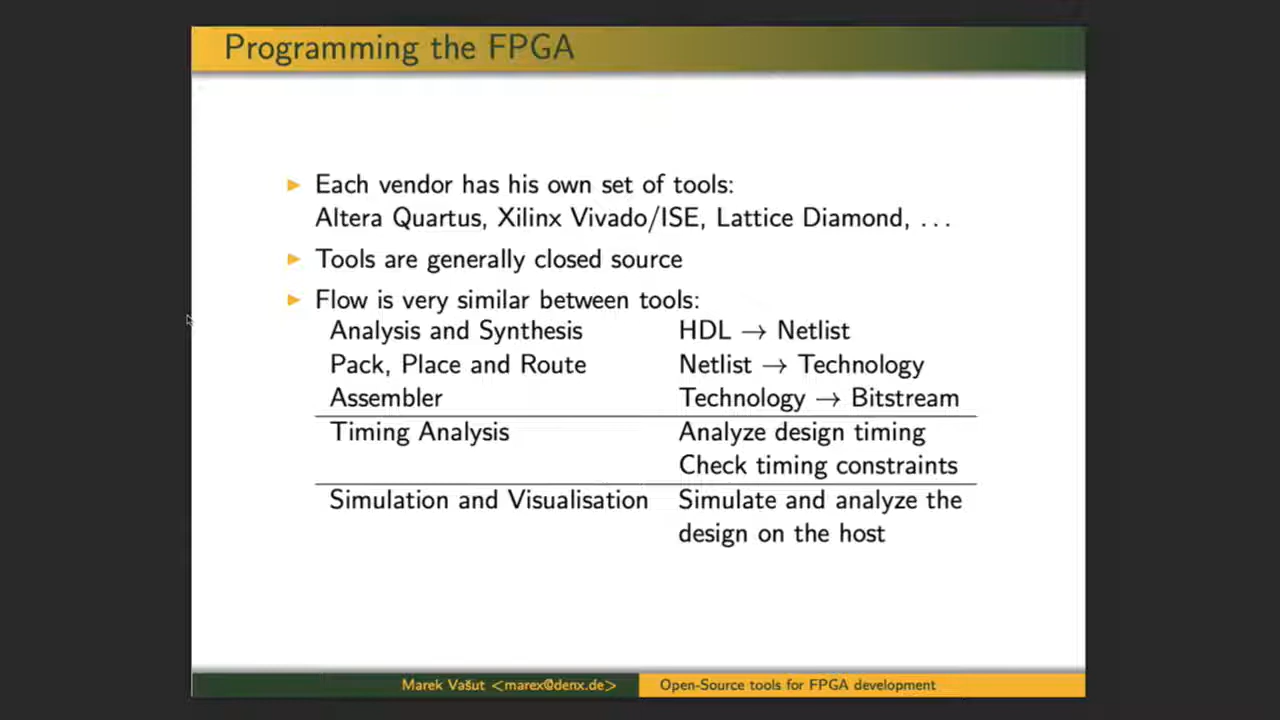 Programming the FPGA
Each vendor has his own set of tools:
Altera Quartus, Xilinx Vivado/ISE, Lattice Diamond, ...
Tools are generally closed source
Flow is very similar between tools:
Analysis and Synthesis HDL → Netlist
Pack, Place and Route Netlist → Technology
Assembler Technology → Bitstream
Timing Analysis Analyze design timing
Check timing constraints
Simulation and Visualisation Simulate and analyze the
design on the host
Marek Vašut <marex@denx.de> Open-Source tools for FPGA development